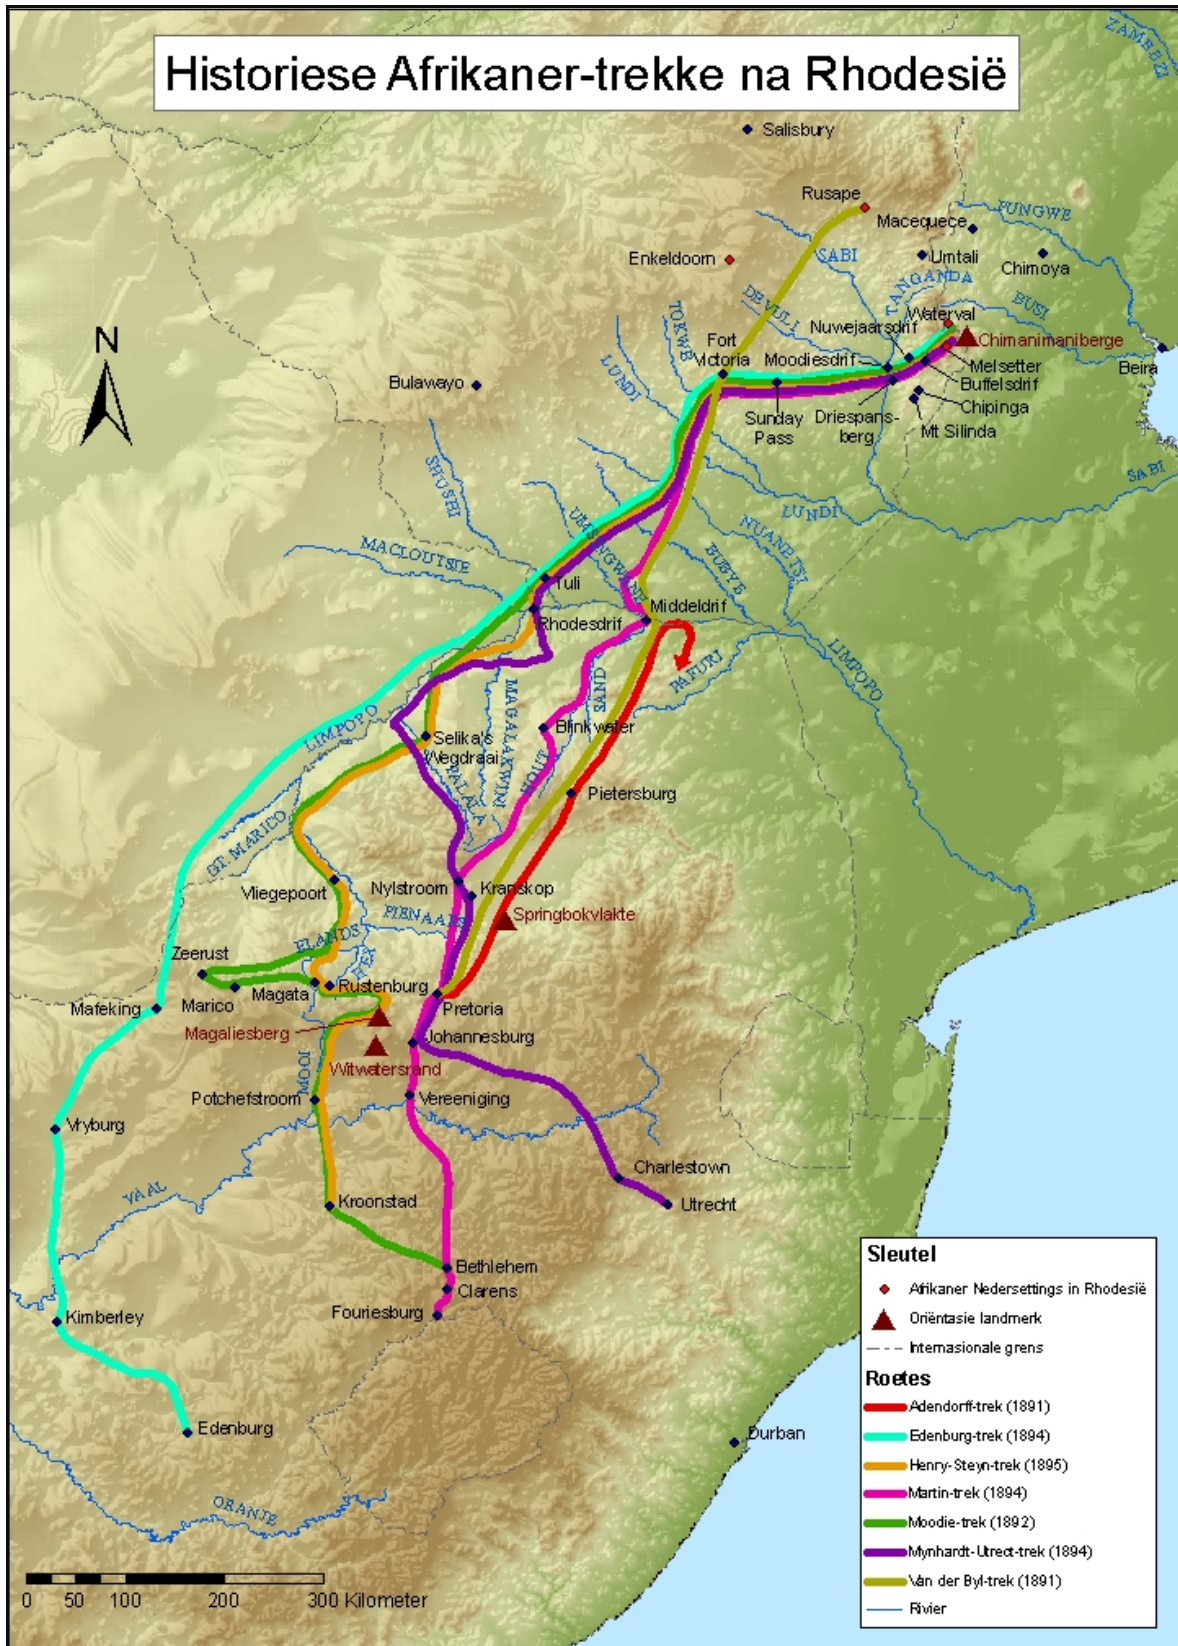 Historiese Afrikaner-trekke na Rhodesië
ZAMBEZI
Salisbury
Rusape
Macequece
PUNGWE
Enkeldoorn
SABI
Umtali
Chimoya
TANGANDA
DEVULI
BUSI
TOKWE
Waterval
Nuwejaarsdrif
Fort
Victoria
Moodiesdrif
Chimanimaniberge
Melsetter
Beira
LUNDI
Bulawayo
Buffelsdrif
Chipinga
Sunday
Pass
Driespans-
berg
Mt Silinda
SHUSHI
SABI
LUNDI
UMSINGWANE
NUANETSI
BUBYE
MACLOUTSIE
Tuli
Rhodesdrif
Middeldrif
LIMPOPO
PAFURI
SAND
MAGALAKWIN
LIMPOPO
Blinkwater
Selika's
Wegdraai
PALALA
Pietersburg
GT. MARICO
Vliegepoort
Nylstroom
Kranskop
PIENAARS
Springbokvlakte
ELANDS
HEX
Zeerust
Rustenburg
Marico
Magata
Mafeking
Pretoria
Magaliesberg
Johannesburg
Witwatersrand
MOOI
Potchefstroom
Vereeniging
Vryburg
Charlestown
VAAL
Kroonstad
Utrecht
Bethlehem
Clarens
Kimberley
Fouriesburg
Edenburg
Durban
ORANJE
Sleutel
Afrikaner Nedersettings in Rhodesië
Oriëntasie landmerk
Internasionale grens
Roetes
Adendorff-trek (1891)
Edenburg-trek (1894)
Henry-Steyn-trek (1895)
Martin-trek (1894)
Moodie-trek (1892)
Mynhardt-Utrect-trek (1894)
Van der Byl-trek (1891)
Rivier
N
0 50 100 200 300 Kilometer